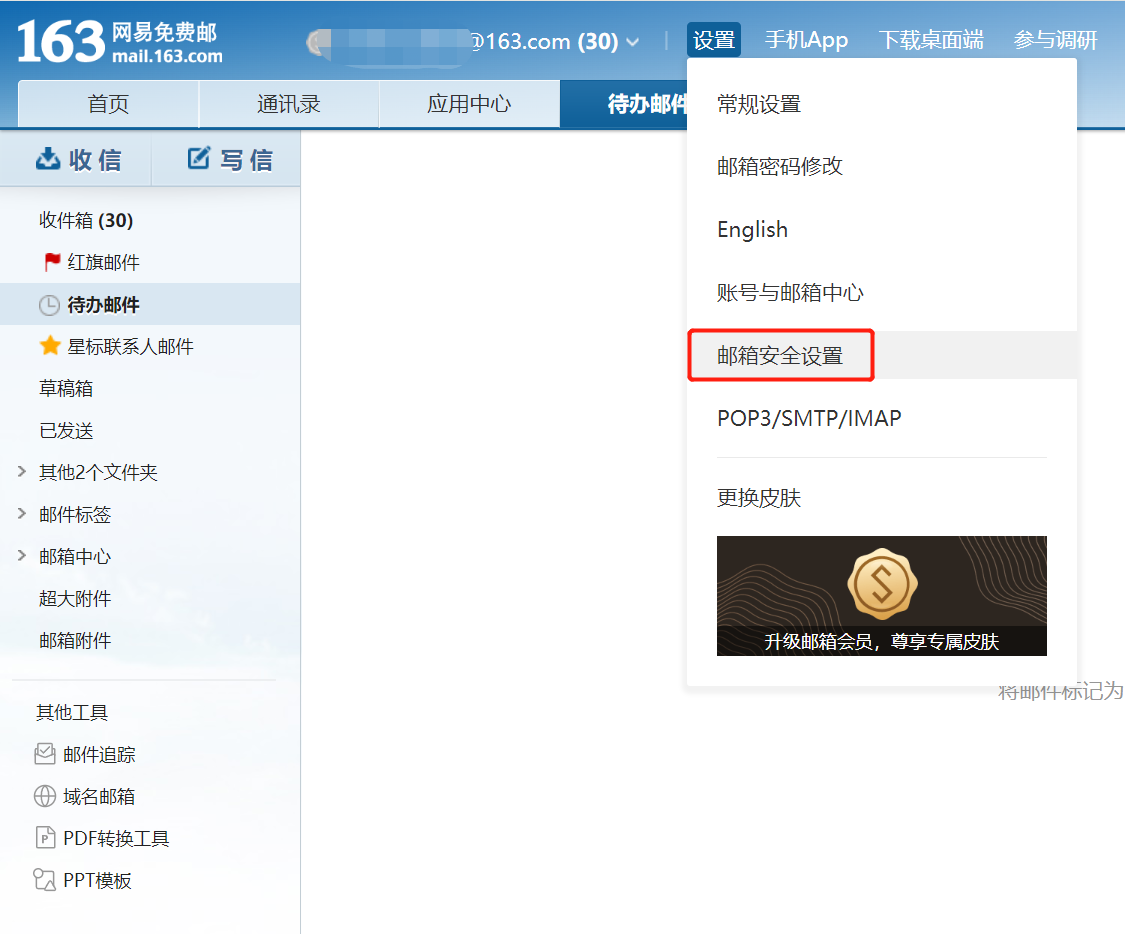 163 网易免费邮
mail.163.com
@163.com (30)
设置
手机App
下载桌面端
参与调研
首页
通讯录
应用中心
待办邮件
收信
写信
收件箱 (30)
红旗邮件
待办邮件
星标联系人邮件
草稿箱
已发送
其他2个文件夹
邮件标签
邮箱中心
超大附件
邮箱附件
其他工具
邮件追踪
域名邮箱
PDF转换工具
PPT模板
常规设置
邮箱密码修改
English
账号与邮箱中心
邮箱安全设置
POP3/SMTP/IMAP
更换皮肤
升级邮箱会员，尊享专属皮肤
将邮件标记为